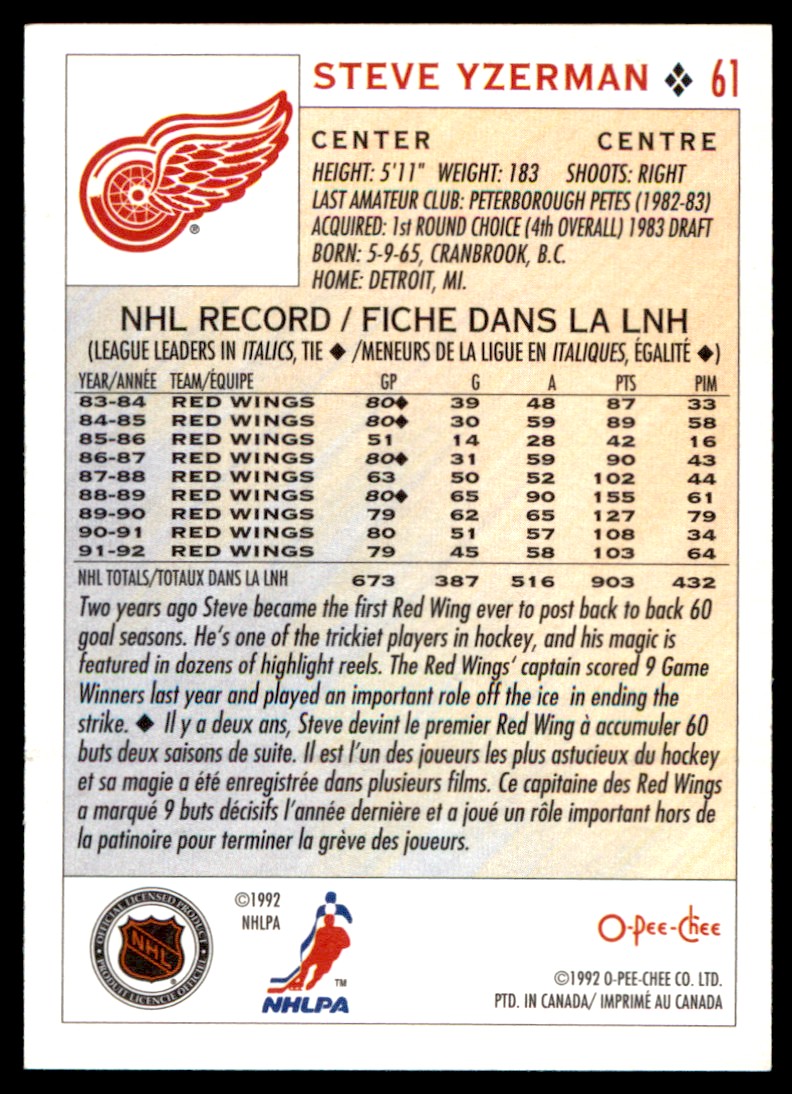 STEVE YZERMAN ❖ 61
CENTER CENTRE
HEIGHT: 5'11" WEIGHT: 183 SHOOTS: RIGHT
LAST AMATEUR CLUB: PETERBOROUGH PETES (1982-83)
ACQUIRED: 1st ROUND CHOICE (4th OVERALL) 1983 DRAFT
BORN: 5-9-65, CRANBROOK, B.C.
HOME: DETROIT, MI.
®
NHL RECORD / FICHE DANS LA LNH
(LEAGUE LEADERS IN ITALICS, TIE ◆ /MENEURS DE LA LIGUE EN ITALIQUES, ÉGALITÉ ◆)
YEAR/ANNÉE TEAM/ÉQUIPE GP G A PTS PIM
83-84 RED WINGS 80◆ 39 48 87 33
84-85 RED WINGS 80◆ 30 59 89 58
85-86 RED WINGS 51 14 28 42 16
86-87 RED WINGS 80◆ 31 59 90 43
87-88 RED WINGS 63 50 52 102 44
88-89 RED WINGS 80◆ 65 90 155 61
89-90 RED WINGS 79 62 65 127 79
90-91 RED WINGS 80 51 57 108 34
91-92 RED WINGS 79 45 58 103 64
NHL TOTALS/TOTAUX DANS LA LNH 673 387 516 903 432
Two years ago Steve became the first Red Wing ever to post back to back 60
goal seasons. He's one of the trickiet players in hockey, and his magic is
featured in dozens of highlight reels. The Red Wings' captain scored 9 Game
Winners last year and played an important role off the ice in ending the
strike. ◆ Il y a deux ans, Steve devint le premier Red Wing à accumuler 60
buts deux saisons de suite. Il est l'un des joueurs les plus astucieux du hockey
et sa magie a été enregistrée dans plusieurs films. Ce capitaine des Red Wings
a marqué 9 buts décisifs l'année dernière et a joué un rôle important hors de
la patinoire pour terminer la grève des joueurs.
OFFICIAL LICENSED PRODUCT
NHL
PRODUIT LICENCIÉ OFFICIEL
©1992
NHLPA
TM
NHLPA
O-Pee-Chee
©1992 O-PEE-CHEE CO. LTD.
PTD. IN CANADA/ IMPRIMÉ AU CANADA